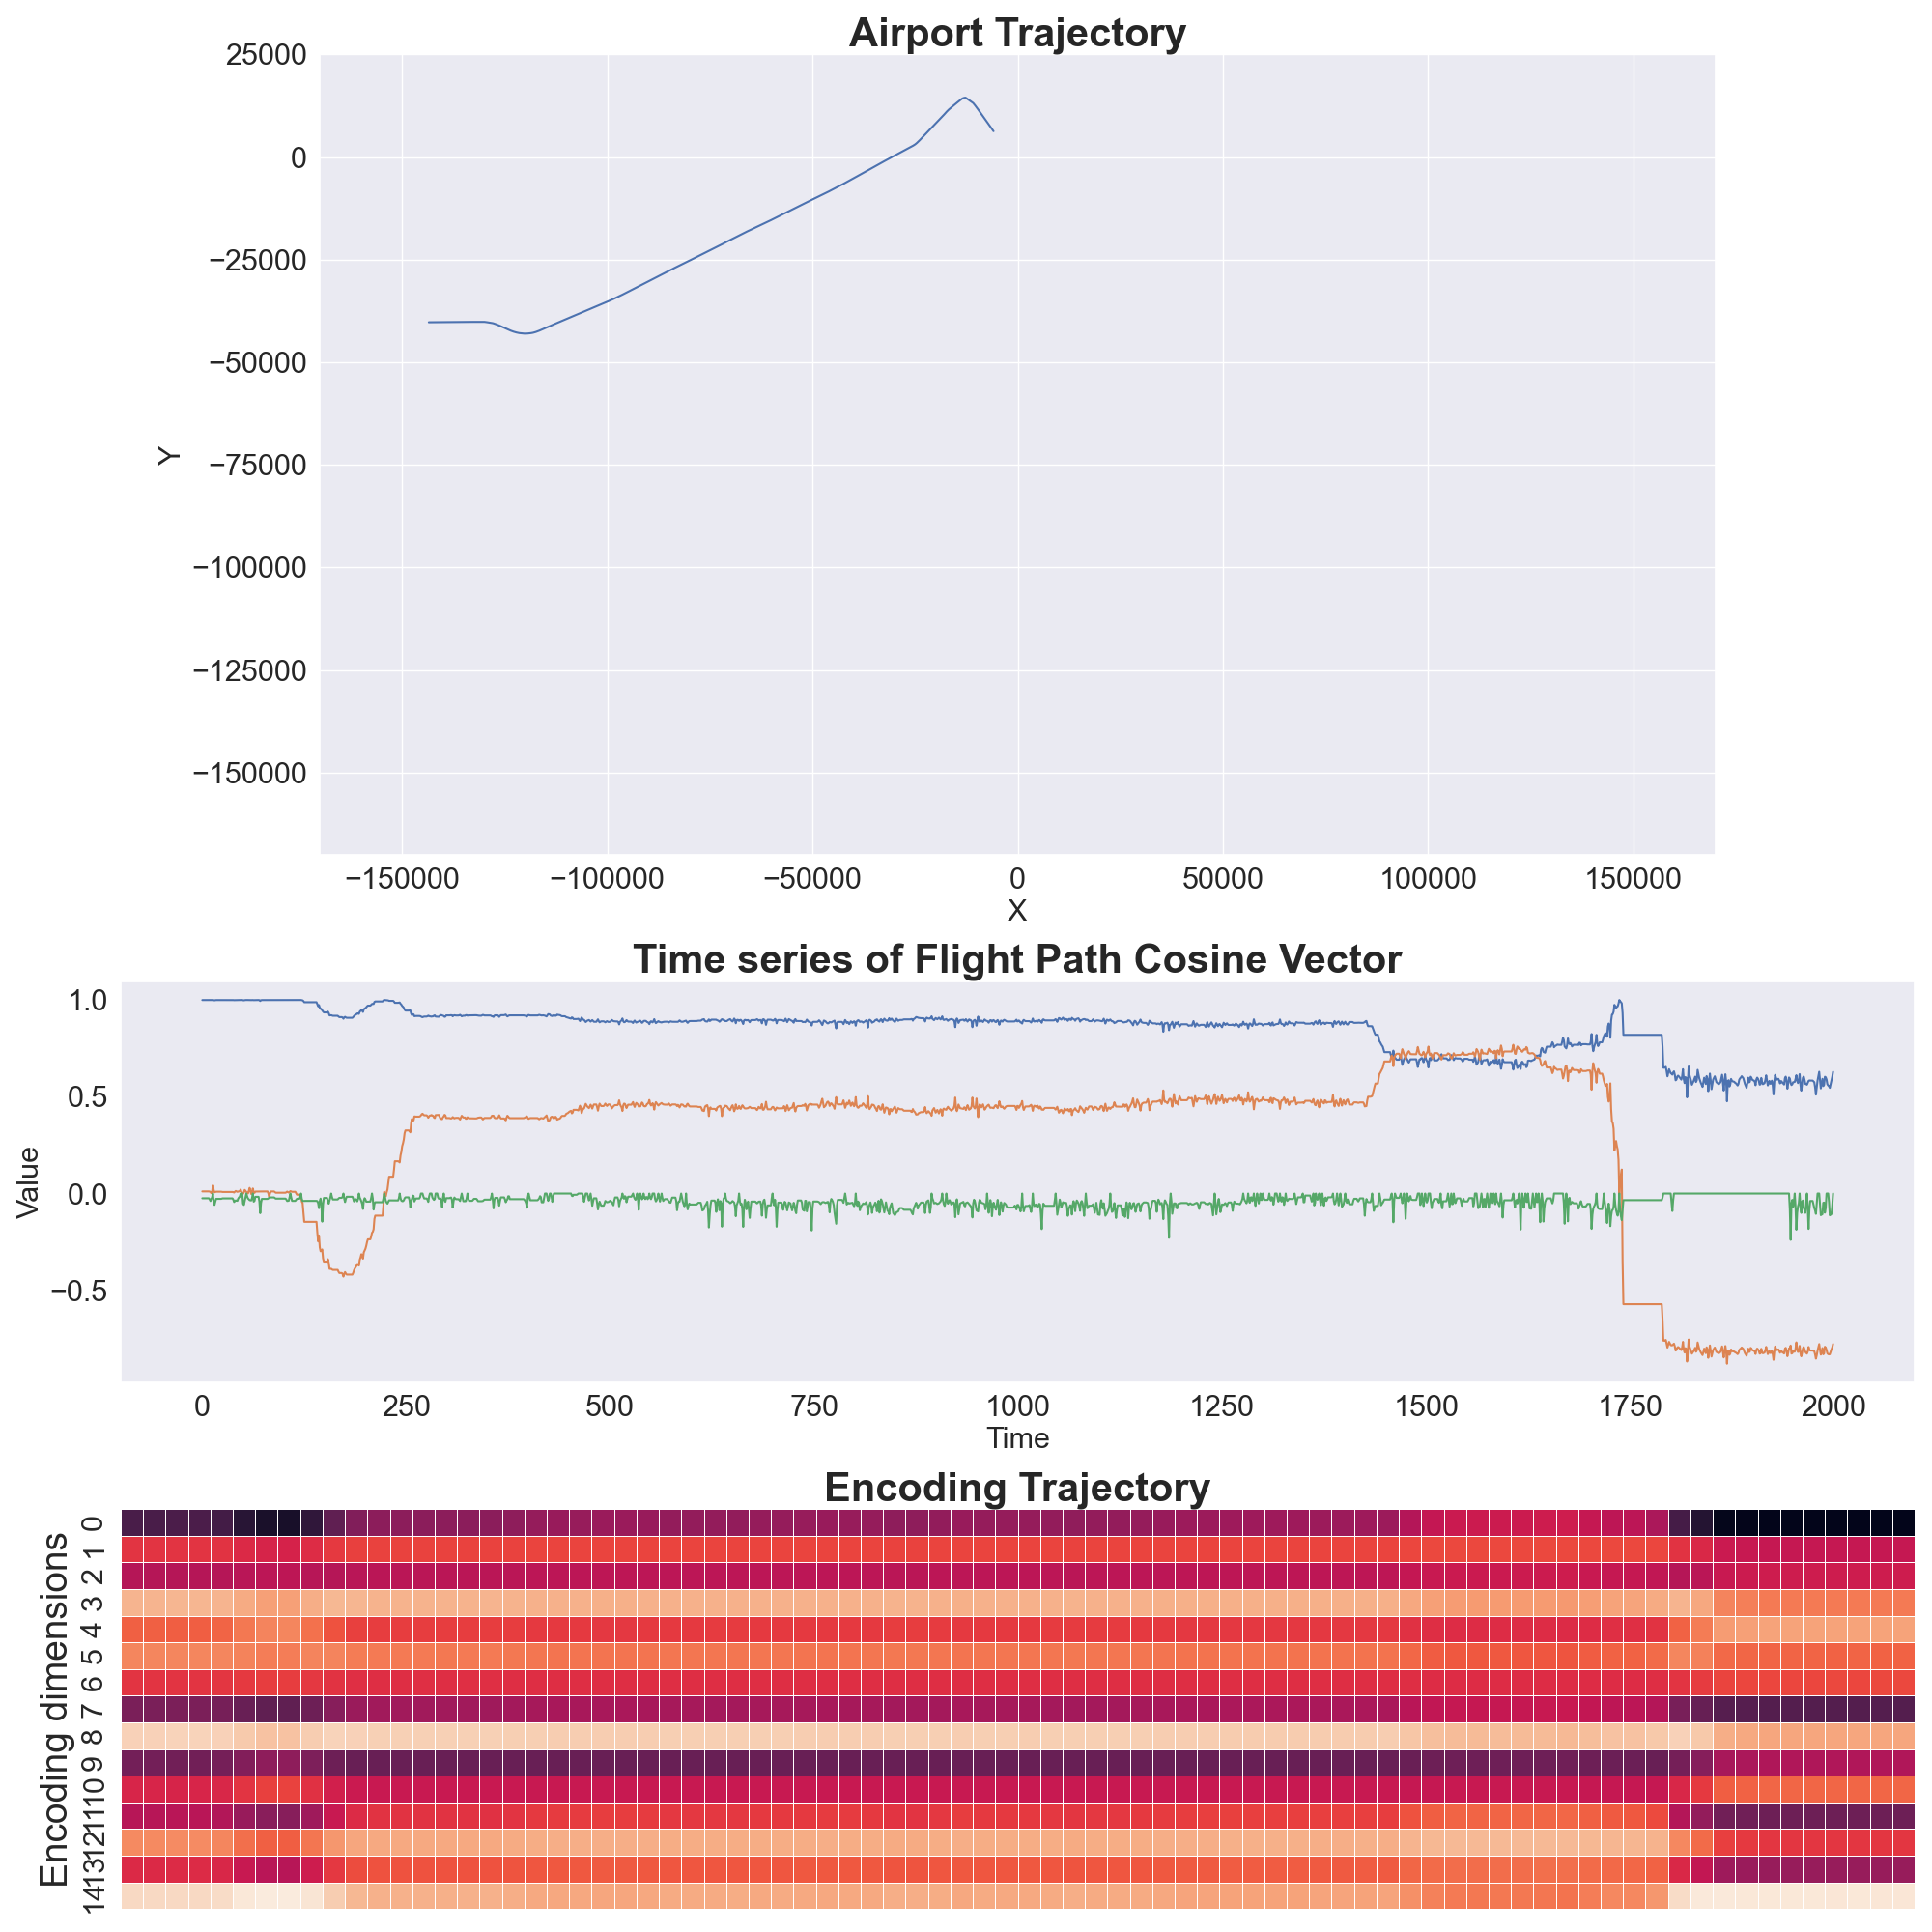 Airport Trajectory
25000
0
−25000
−50000
−75000
−100000
−125000
−150000
Y
−150000 −100000 −50000 0 50000 100000 150000
X
Time series of Flight Path Cosine Vector
1.0
0.5
0.0
−0.5
Value
0 250 500 750 1000 1250 1500 1750 2000
Time
Encoding Trajectory
Encoding dimensions
0
1
2
3
4
5
6
7
8
9
10
11
12
13
14